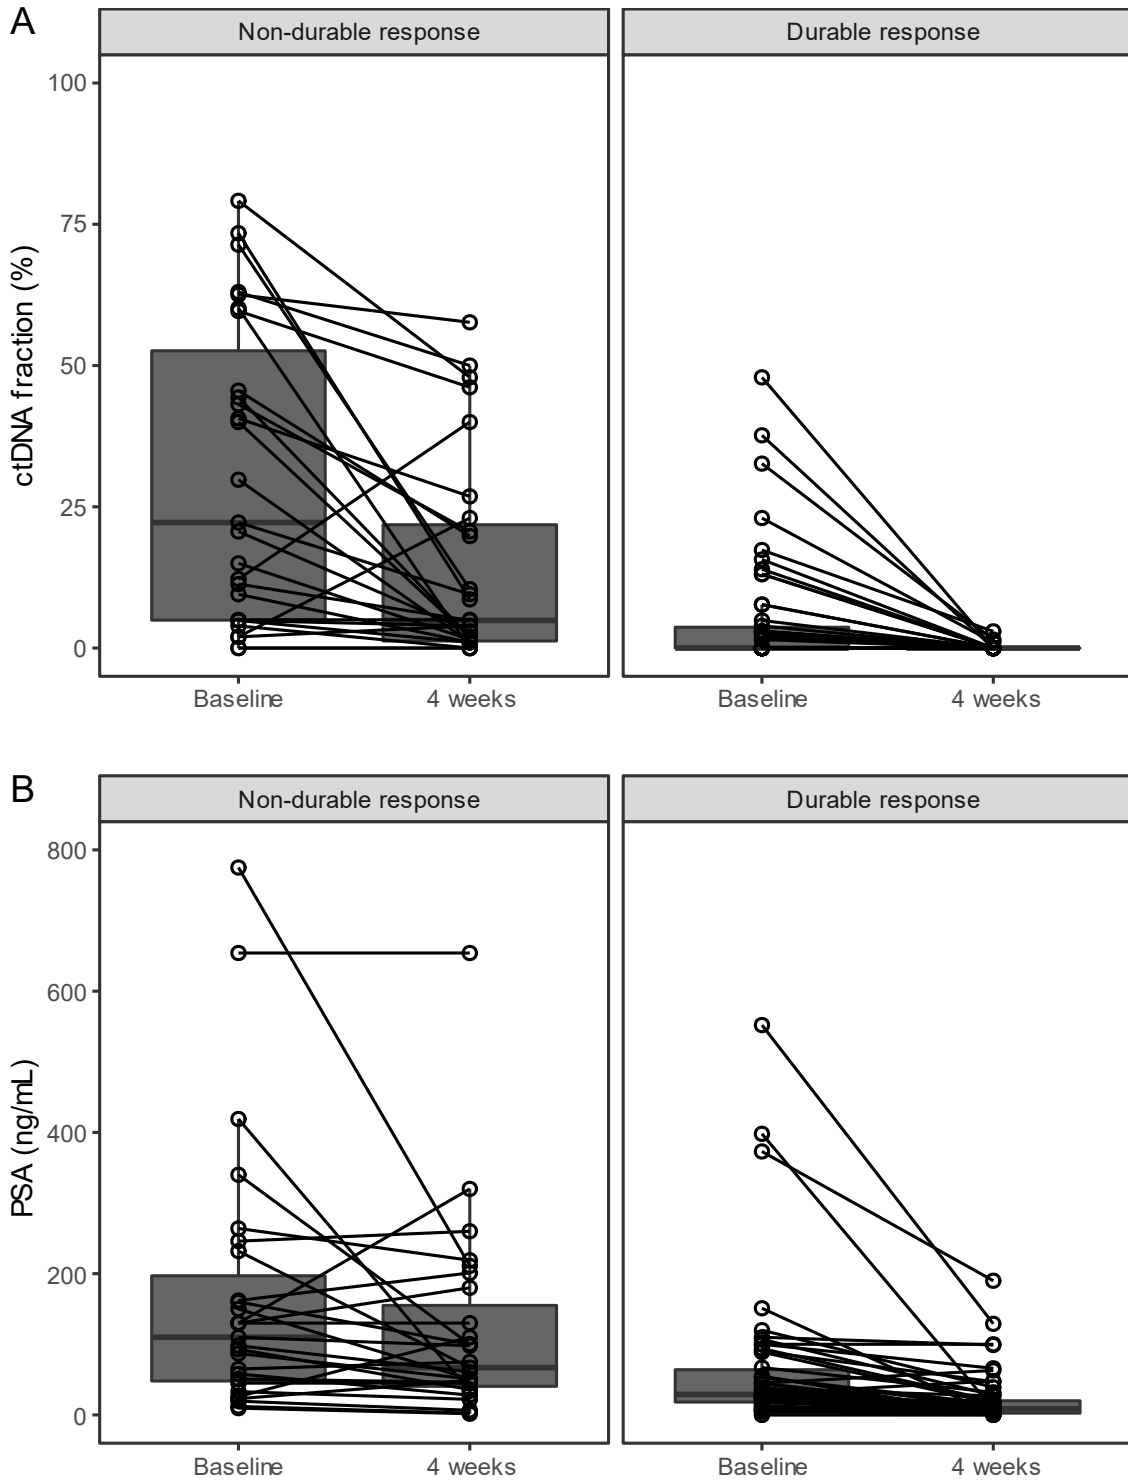 A
Non-durable response
Durable response
ctDNA fraction (%)
100
75
50
25
0
Baseline
4 weeks
Baseline
4 weeks
B
Non-durable response
Durable response
PSA (ng/mL)
800
600
400
200
0
Baseline
4 weeks
Baseline
4 weeks